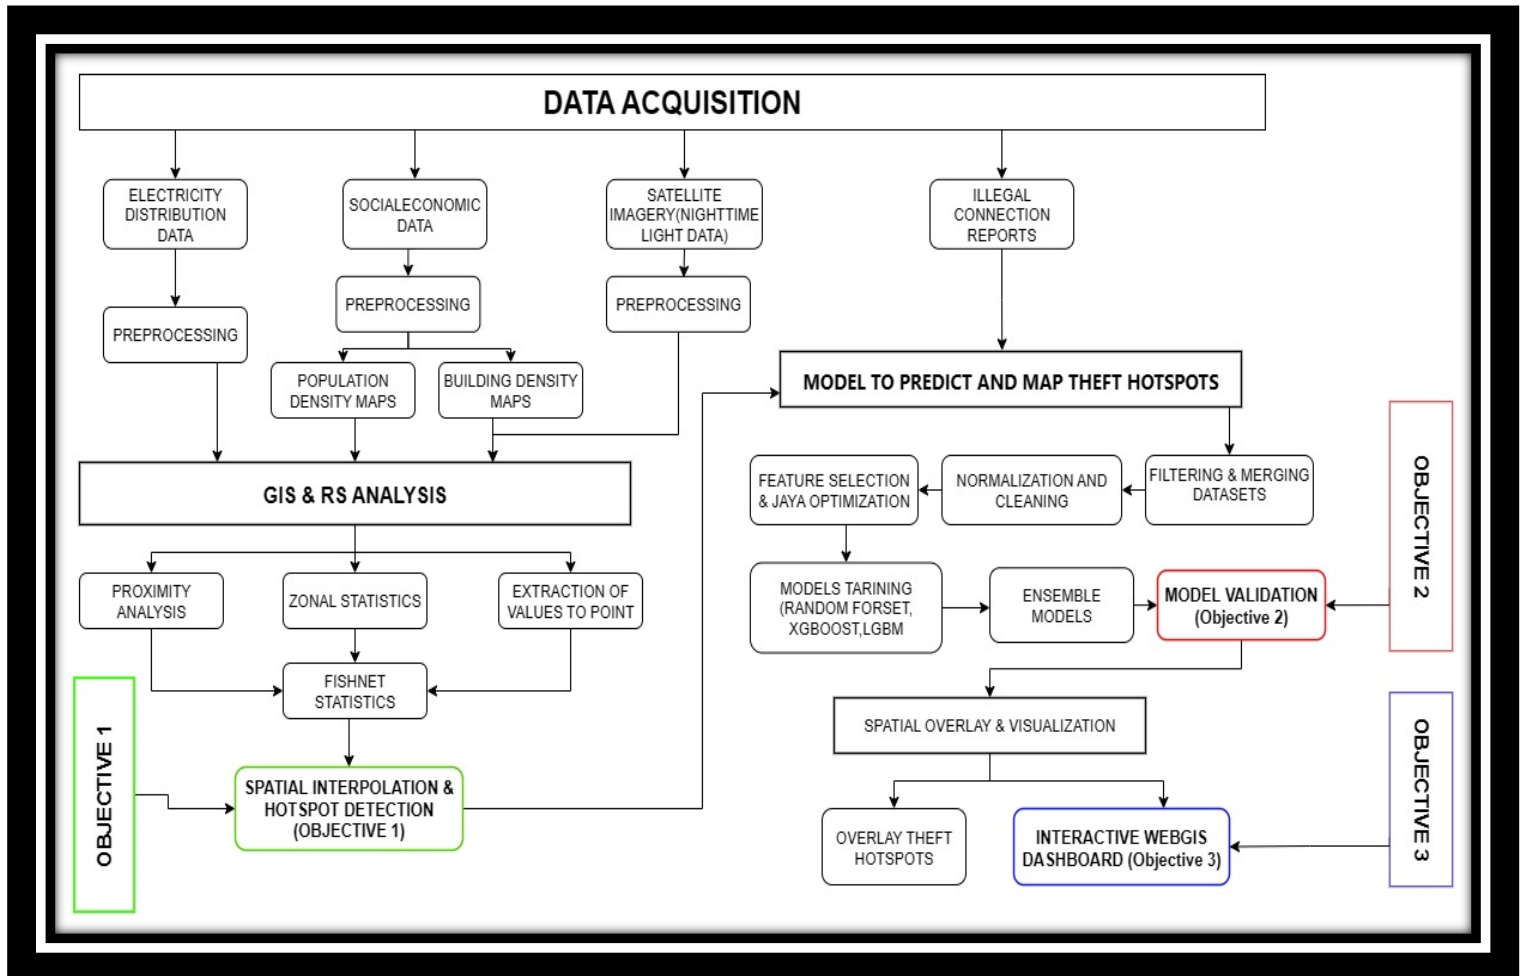 DATA ACQUISITION
ELECTRICITY
DISTRIBUTION
DATA
SOCIALECONOMIC
DATA
SATELLITE
IMAGERY(NIGHTTIME
LIGHT DATA)
ILLEGAL
CONNECTION
REPORTS
PREPROCESSING
PREPROCESSING
PREPROCESSING
POPULATION
DENSITY MAPS
BUILDING DENSITY
MAPS
GIS & RS ANALYSIS
PROXIMITY
ANALYSIS
ZONAL STATISTICS
EXTRACTION OF
VALUES TO POINT
FISHNET
STATISTICS
OBJECTIVE 1
SPATIAL INTERPOLATION &
HOTSPOT DETECTION
(OBJECTIVE 1)
MODEL TO PREDICT AND MAP THEFT HOTSPOTS
FILTERING & MERGING
DATASETS
NORMALIZATION AND
CLEANING
FEATURE SELECTION
& JAYA OPTIMIZATION
MODELS TARINING
(RANDOM FORSET,
XGBOOST,LGBM
ENSEMBLE
MODELS
MODEL VALIDATION
(Objective 2)
OBJECTIVE 2
SPATIAL OVERLAY & VISUALIZATION
OVERLAY THEFT
HOTSPOTS
INTERACTIVE WEBGIS
DASHBOARD (Objective 3)
OBJECTIVE 3